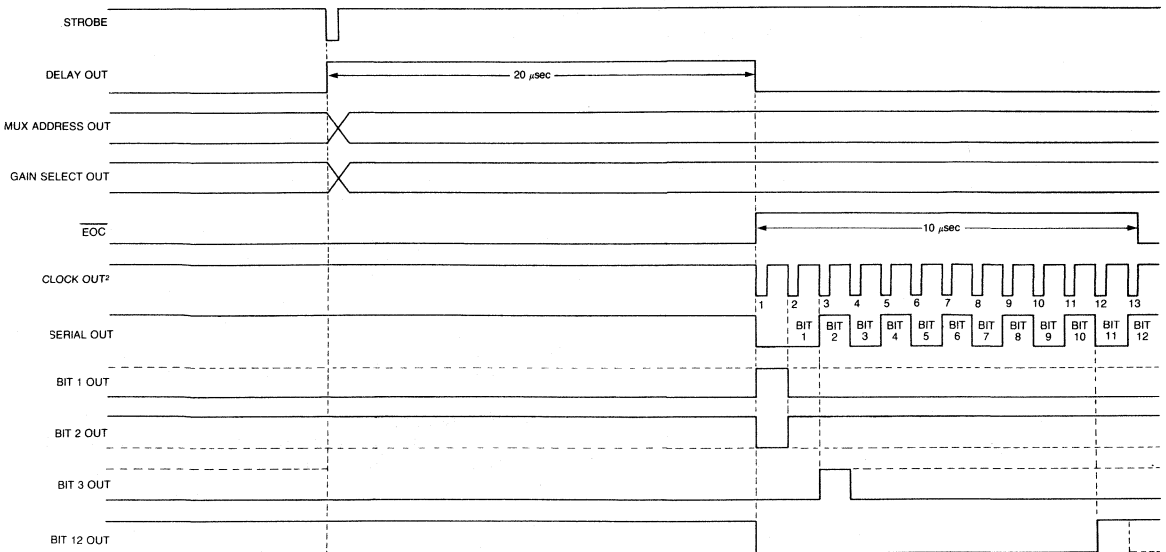 STROBE
DELAY OUT
20 μsec
MUX ADDRESS OUT
GAIN SELECT OUT
EOC
10 μsec
CLOCK OUT²
1 2 3 4 5 6 7 8 9 10 11 12 13
SERIAL OUT
BIT 1 BIT 2 BIT 3 BIT 4 BIT 5 BIT 6 BIT 7 BIT 8 BIT 9 BIT 10 BIT 11 BIT 12
BIT 1 OUT
BIT 2 OUT
BIT 3 OUT
BIT 12 OUT